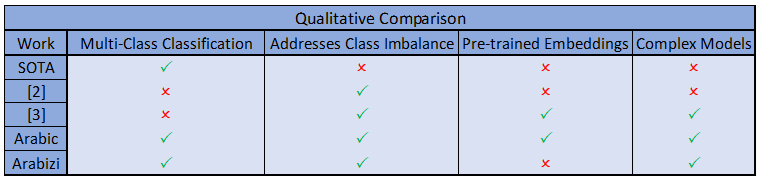 Qualitative Comparison
Work Multi-Class Classification Addresses Class Imbalance Pre-trained Embeddings Complex Models
SOTA ✓ ✗ ✗ ✗
[2] ✗ ✓ ✗ ✗
[3] ✗ ✓ ✓ ✓
Arabic ✓ ✓ ✓ ✓
Arabizi ✓ ✓ ✗ ✓